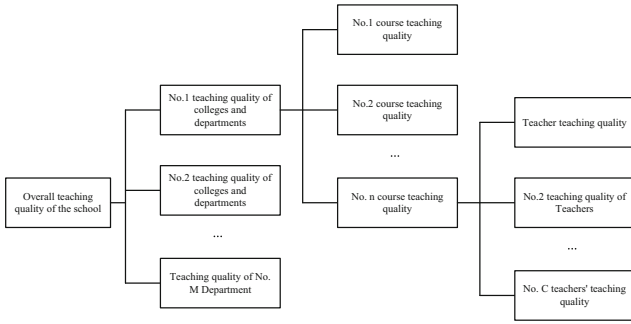 Overall teaching
quality of the school
No.1 teaching quality of
colleges and
departments
No.2 teaching quality of
colleges and
departments
...
Teaching quality of No.
M Department
No.1 course teaching
quality
No.2 course teaching
quality
...
No. n course teaching
quality
Teacher teaching quality
No.2 teaching quality of
Teachers
...
No. C teachers' teaching
quality